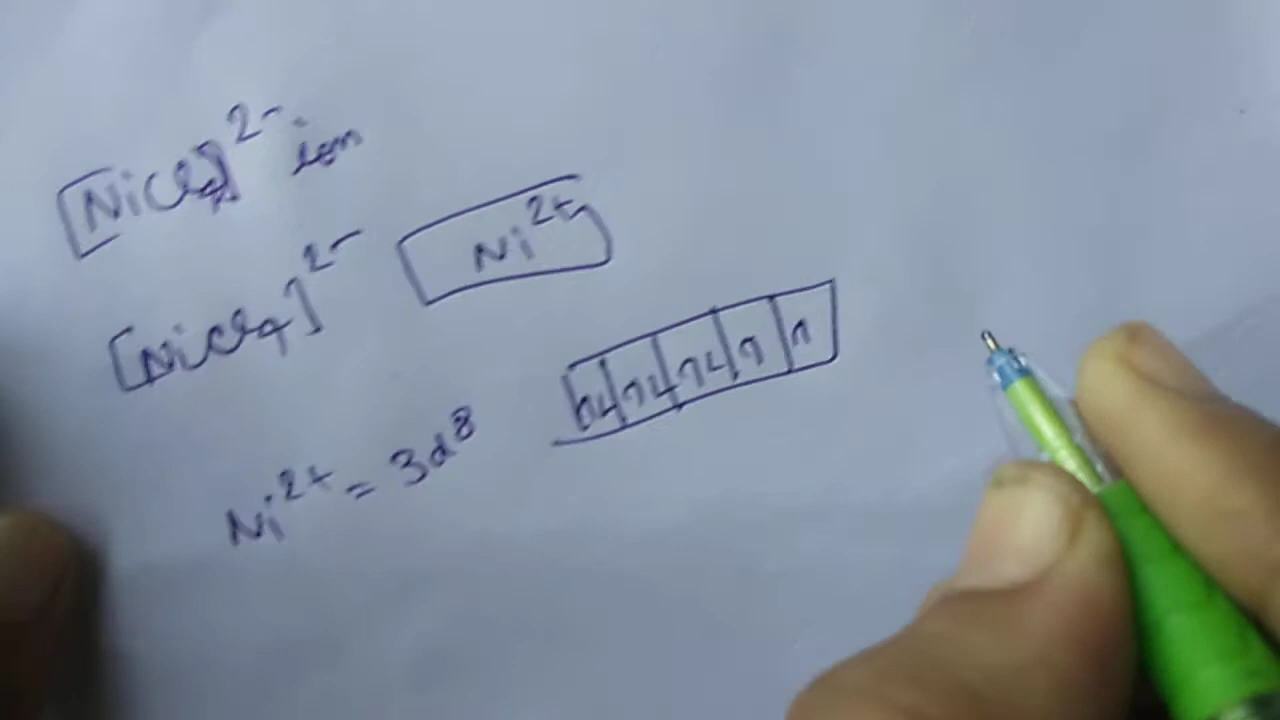 [NiCl₄]²⁻ ion
[NiCl₄]²⁻ Ni²⁺
Ni²⁺ = 3d⁸ ↿⇂ ↿⇂ ↿⇂ ↿ ↿